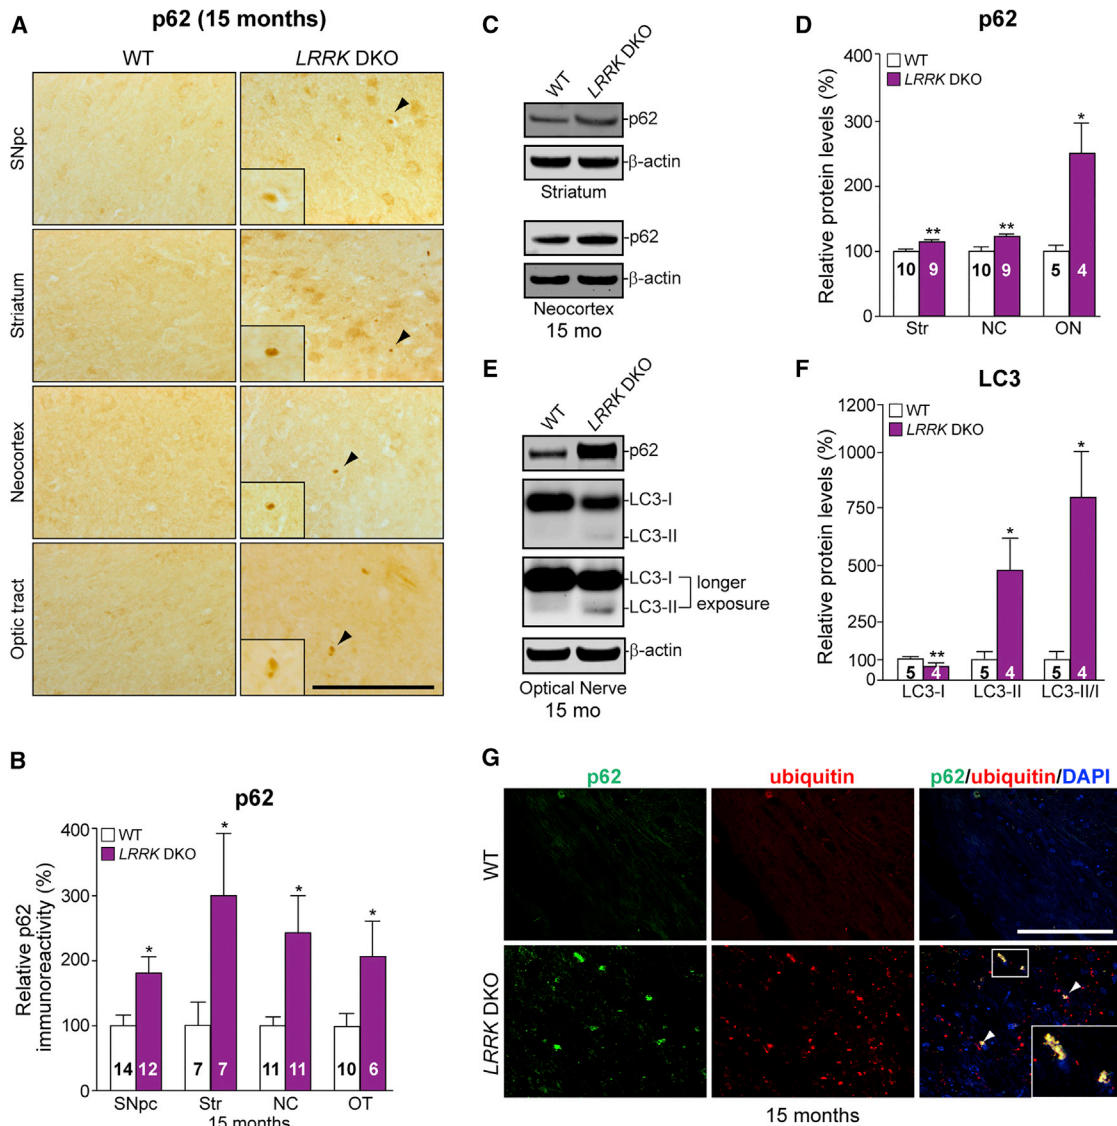 A
p62 (15 months)
WT
LRRK DKO
SNpc
Striatum
Neocortex
Optic tract
B
p62
Relative p62
immunoreactivity (%)
400
300
200
100
0
WT
LRRK DKO
*
*
*
*
14
12
7
7
11
11
10
6
SNpc
Str
NC
OT
15 months
C
WT
LRRK DKO
p62
β-actin
Striatum
p62
β-actin
Neocortex
15 mo
D
p62
Relative protein levels (%)
400
300
200
100
0
WT
LRRK DKO
**
**
*
10
9
10
9
5
4
Str
NC
ON
E
WT
LRRK DKO
p62
LC3-I
LC3-II
LC3-I
LC3-II
longer
exposure
β-actin
Optical Nerve
15 mo
F
LC3
Relative protein levels (%)
1200
1000
750
500
250
100
0
WT
LRRK DKO
**
*
*
5
4
5
4
5
4
LC3-I
LC3-II
LC3-II/I
G
p62
ubiquitin
p62/ubiquitin/DAPI
WT
LRRK DKO
15 months